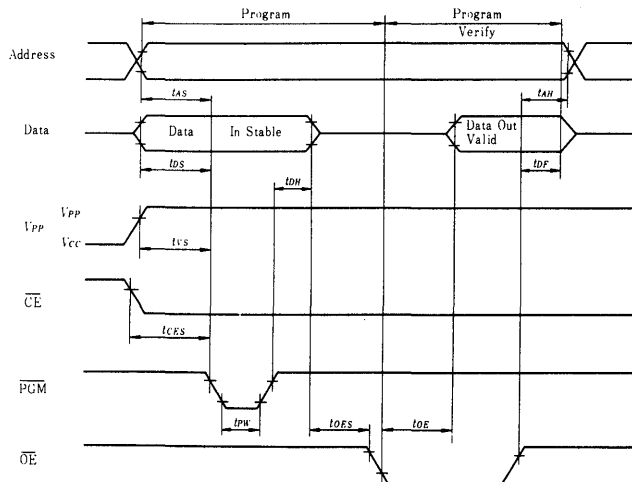 Program Program
Verify
Address
tAS tAH
Data Data In Stable Data Out
Valid
tDS tDH tDF
VPP VPP
VCC
tVS
CE
tCES
PGM
tPW tOES tOE
OE